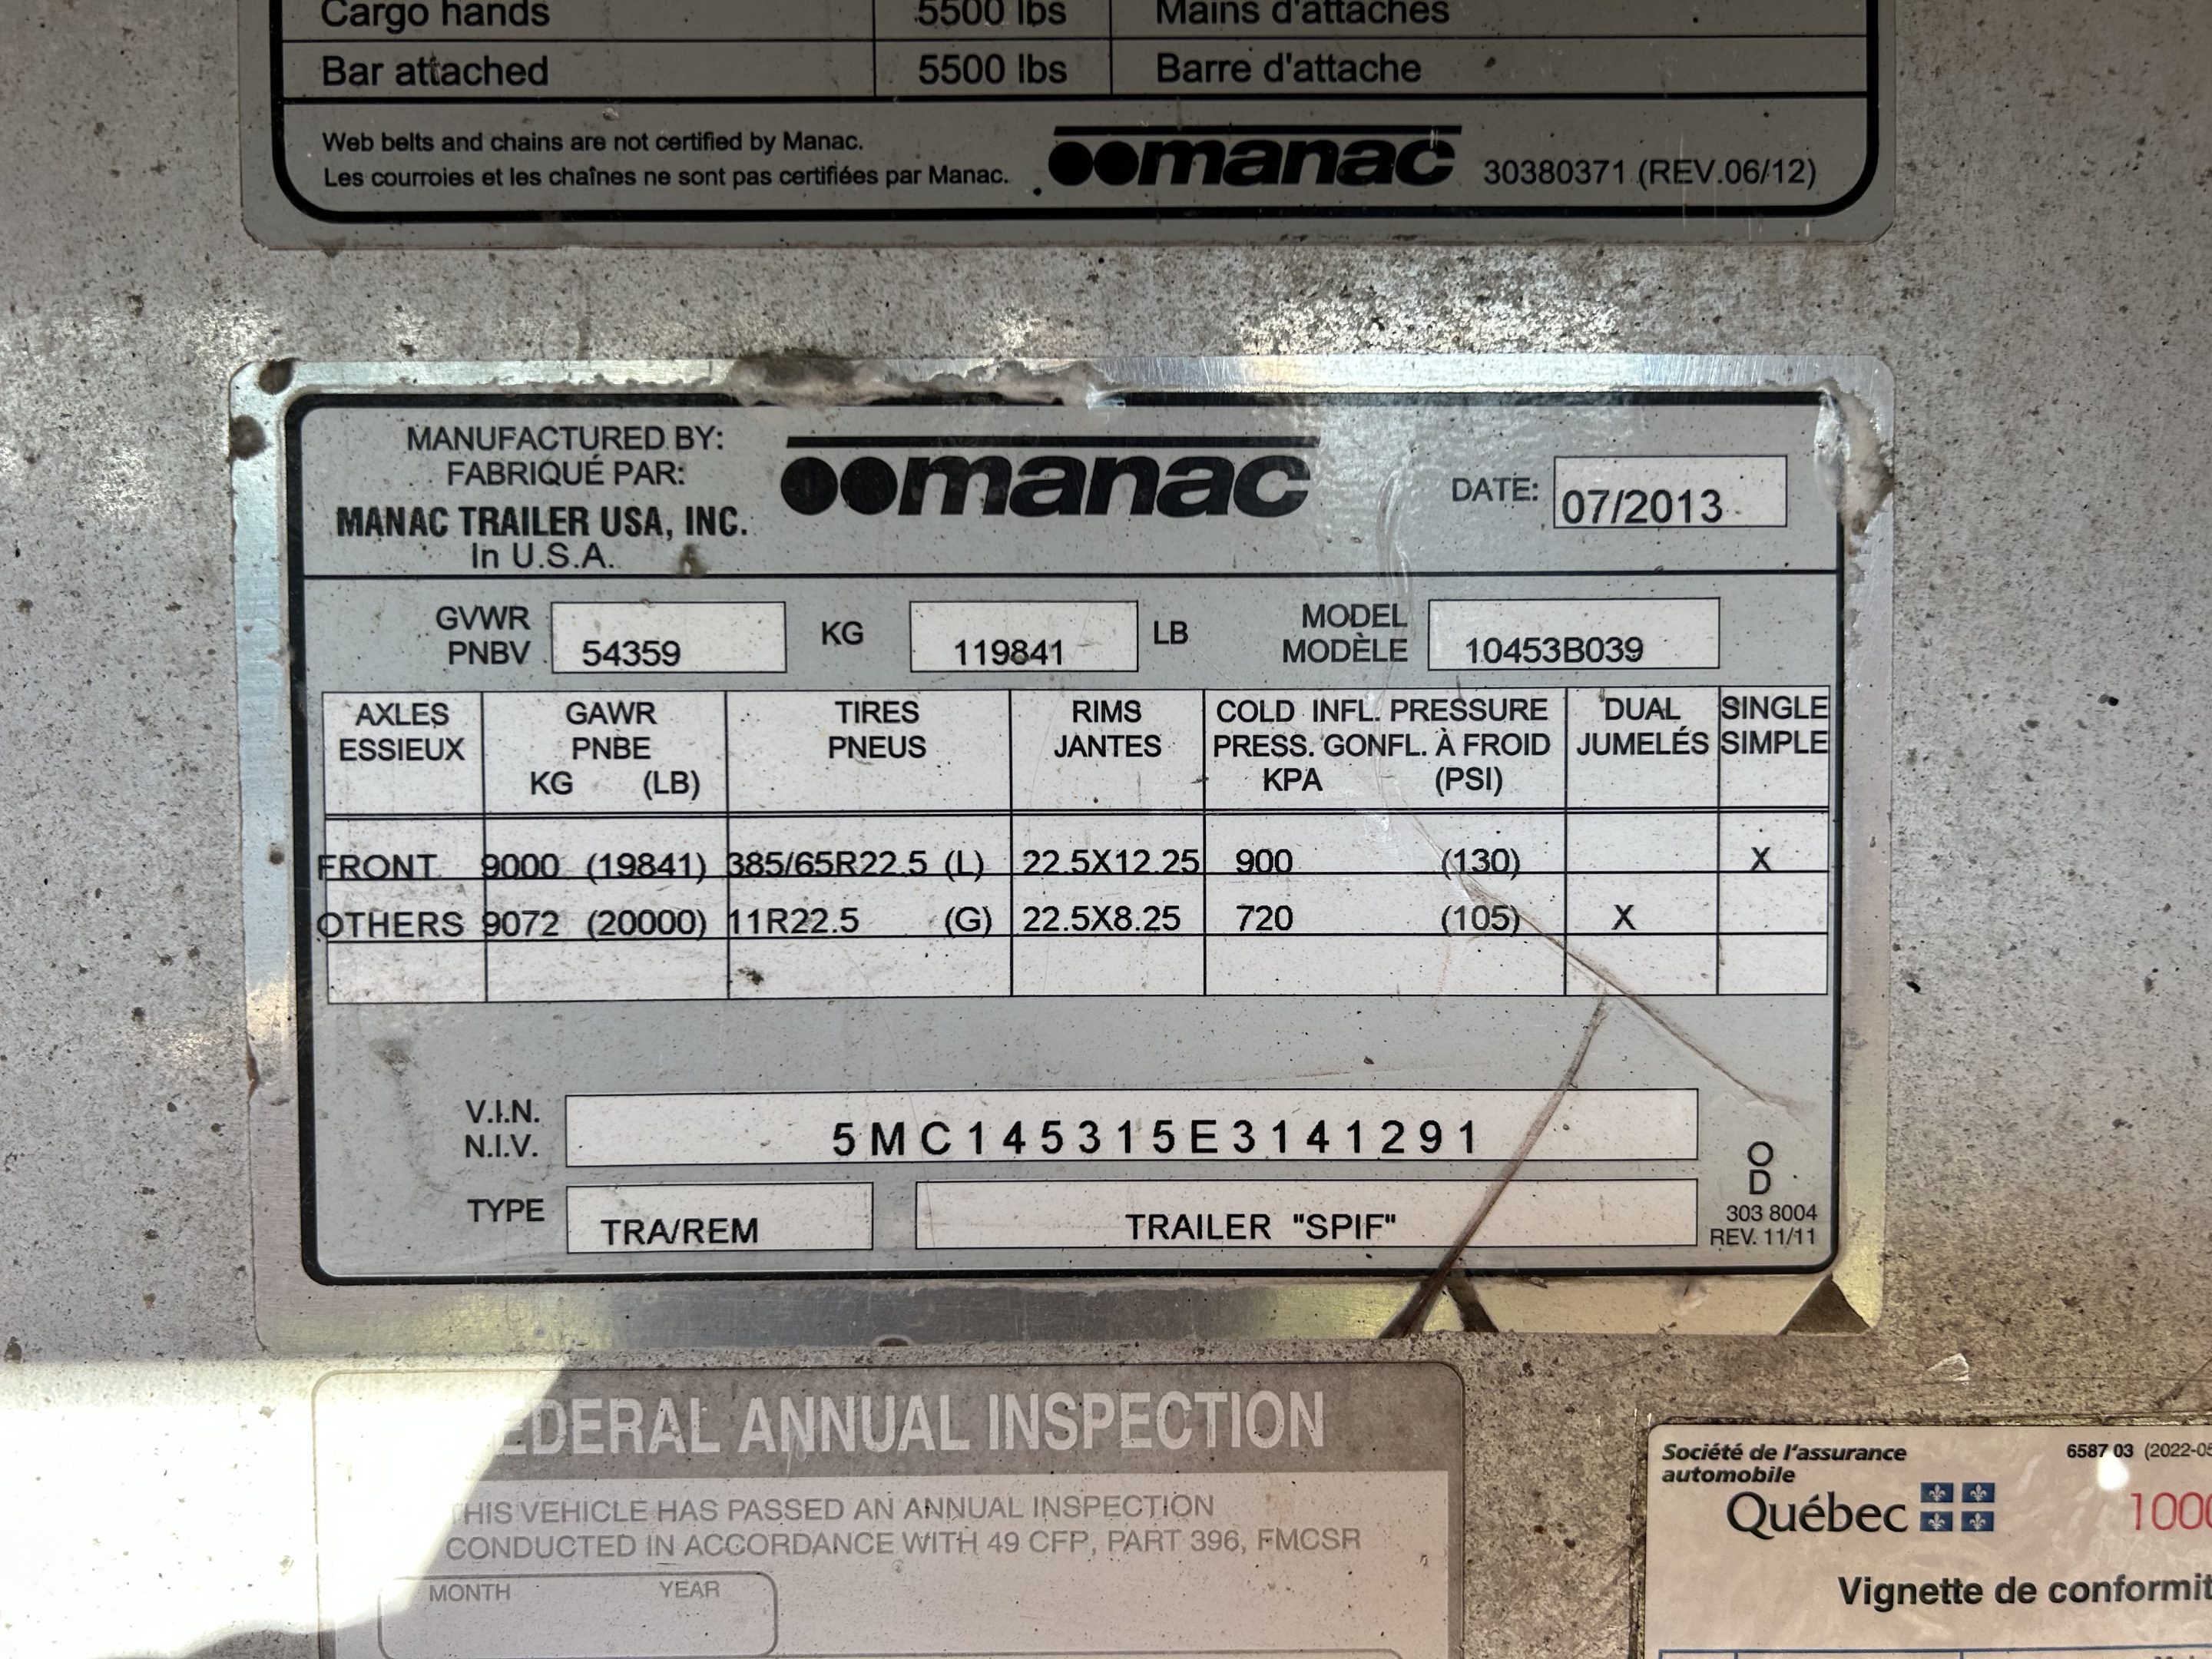 Cargo hands 5500 lbs Mains d'attaches
Bar attached 5500 lbs Barre d'attache
Web belts and chains are not certified by Manac.
Les courroies et les chaînes ne sont pas certifiées par Manac.
manac 30380371 (REV.06/12)
MANUFACTURED BY:
FABRIQUÉ PAR:
MANAC TRAILER USA, INC.
In U.S.A.
manac
DATE: 07/2013
GVWR
PNBV 54359 KG 119841 LB
MODEL
MODÈLE 10453B039
AXLES GAWR TIRES RIMS COLD INFL. PRESSURE DUAL SINGLE
ESSIEUX PNBE PNEUS JANTES PRESS. GONFL. À FROID JUMELÉS SIMPLE
KG (LB) KPA (PSI)
FRONT 9000 (19841) 385/65R22.5 (L) 22.5X12.25 900 (130) X
OTHERS 9072 (20000) 11R22.5 (G) 22.5X8.25 720 (105) X
V.I.N.
N.I.V. 5MC145315E3141291
TYPE TRA/REM TRAILER "SPIF"
O
D
303 8004
REV. 11/11
EDERAL ANNUAL INSPECTION
THIS VEHICLE HAS PASSED AN ANNUAL INSPECTION
CONDUCTED IN ACCORDANCE WITH 49 CFP, PART 396, FMCSR
MONTH YEAR
Société de l'assurance
automobile
Québec
6587 03 (2022-05
1000
Vignette de conformit